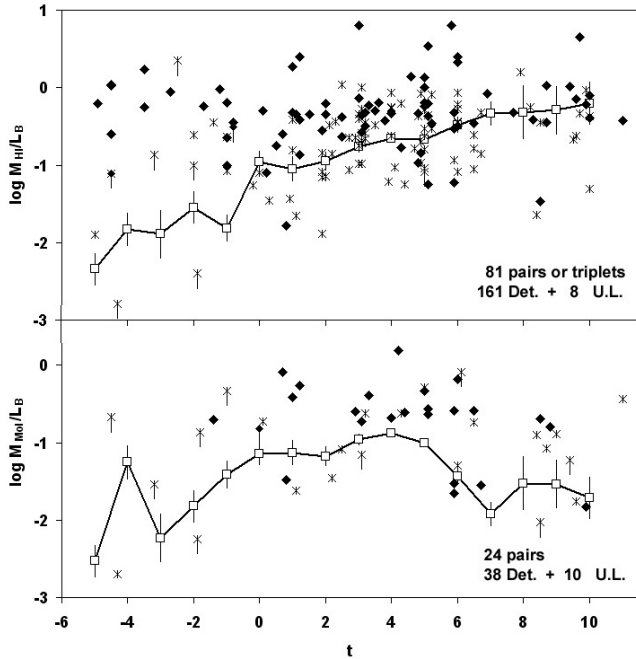 1
0
log M_HI/L_B
-1
-2
81 pairs or triplets
161 Det. + 8 U.L.
-3
0
log M_Mol/L_B
-1
-2
24 pairs
38 Det. + 10 U.L.
-3
-6 -4 -2 0 2 4 6 8 10
t